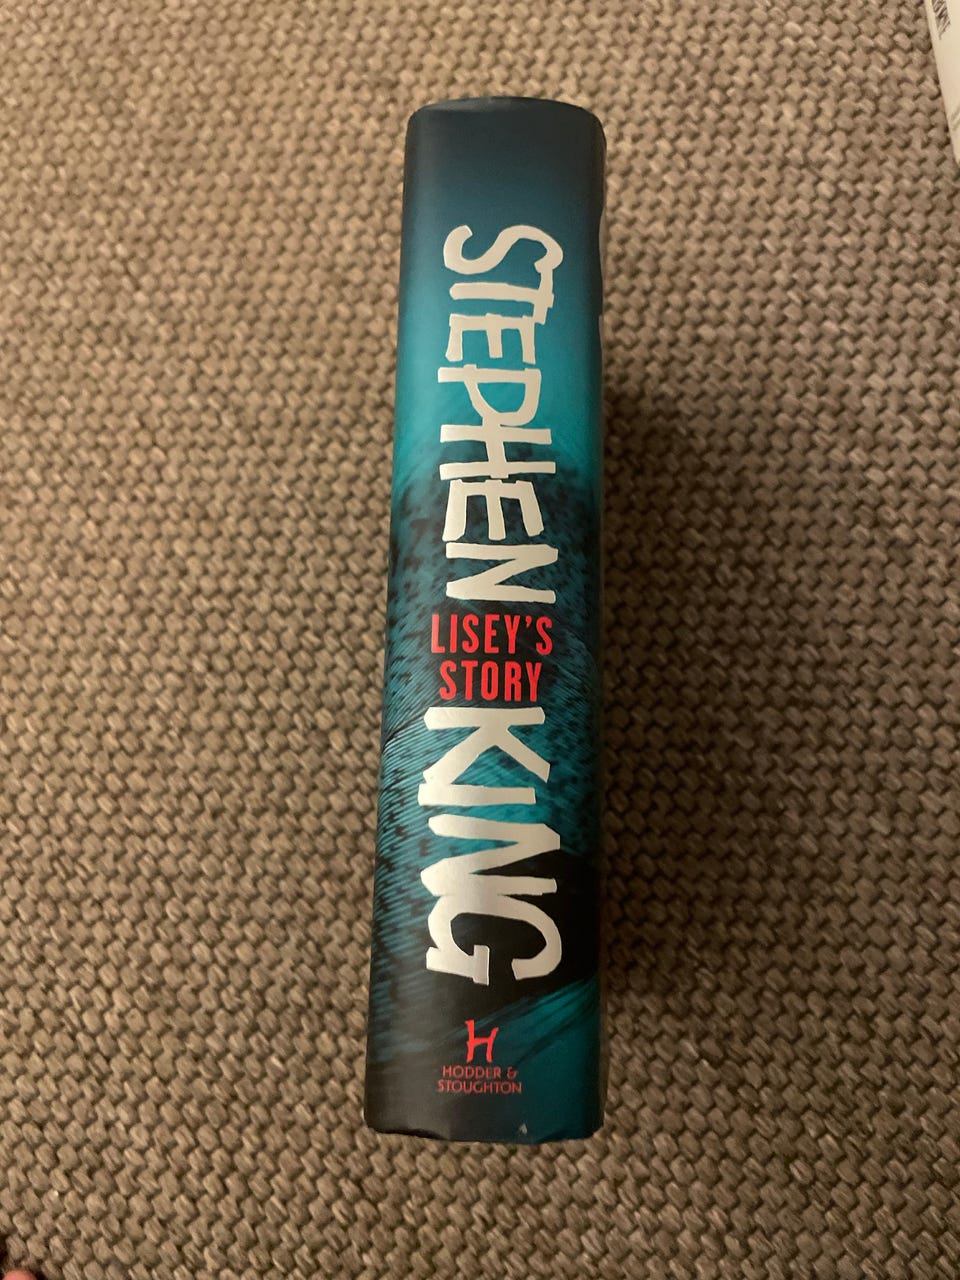 STEPHEN
LISEY'S
STORY
KING
H
HODDER &
STOUGHTON